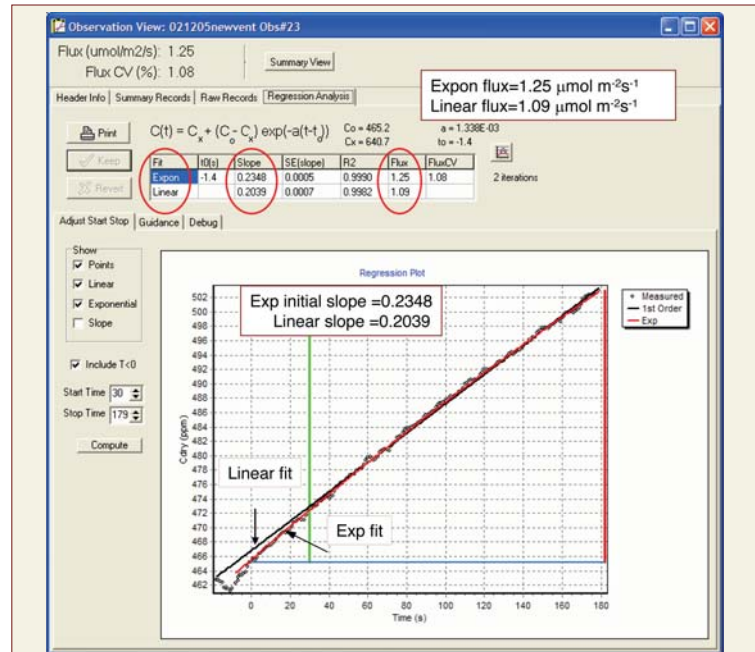 Observation View: 021205newvent Obs#23
Flux (umol/m2/s): 1.25
Flux CV (%): 1.08
Summary View
Expon flux=1.25 μmol m-2s-1
Linear flux=1.09 μmol m-2s-1
Header Info Summary Records Raw Records Regression Analysis
Print
Keep
Revert
C(t) = Cx + (Co - Cx) exp(-a(t-to))
Co = 465.2 a = 1.338E-03
Cx = 640.7 to = -1.4
Fit t0(s) Slope SE(slope) R2 Flux FluxCV
Expon -1.4 0.2348 0.0005 0.9990 1.25 1.08
Linear 0.2039 0.0007 0.9982 1.09
2 iterations
Adjust Start Stop Guidance Debug
Show
Points
Linear
Exponential
Slope
Include T<0
Start Time 30
Stop Time 179
Compute
Regression Plot
Exp initial slope =0.2348
Linear slope =0.2039
Measured
1st Order
Exp
Linear fit
Exp fit
Cdry (ppm)
502
500
498
496
494
492
490
488
486
484
482
480
478
476
474
472
470
468
466
464
462
0 20 40 60 80 100 120 140 160 180
Time (s)